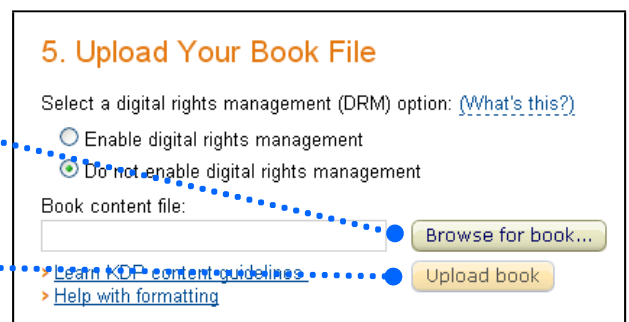 5. Upload Your Book File
Select a digital rights management (DRM) option: (What's this?)
Enable digital rights management
Do not enable digital rights management
Book content file:
Browse for book...
> Learn KDP content guidelines Upload book
> Help with formatting